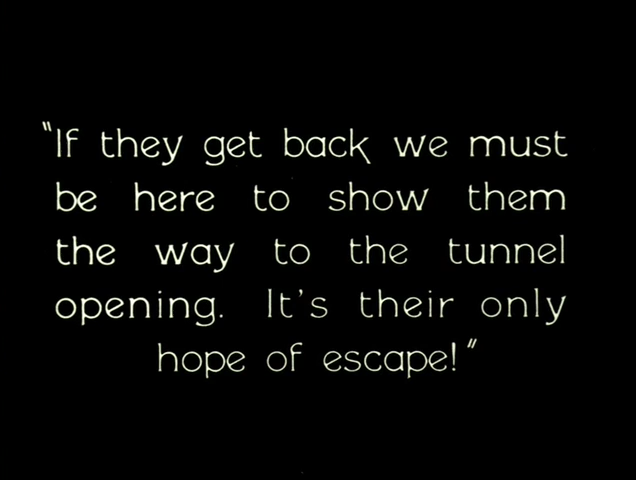 "If they get back we must
be here to show them
the way to the tunnel
opening. It's their only
hope of escape!"